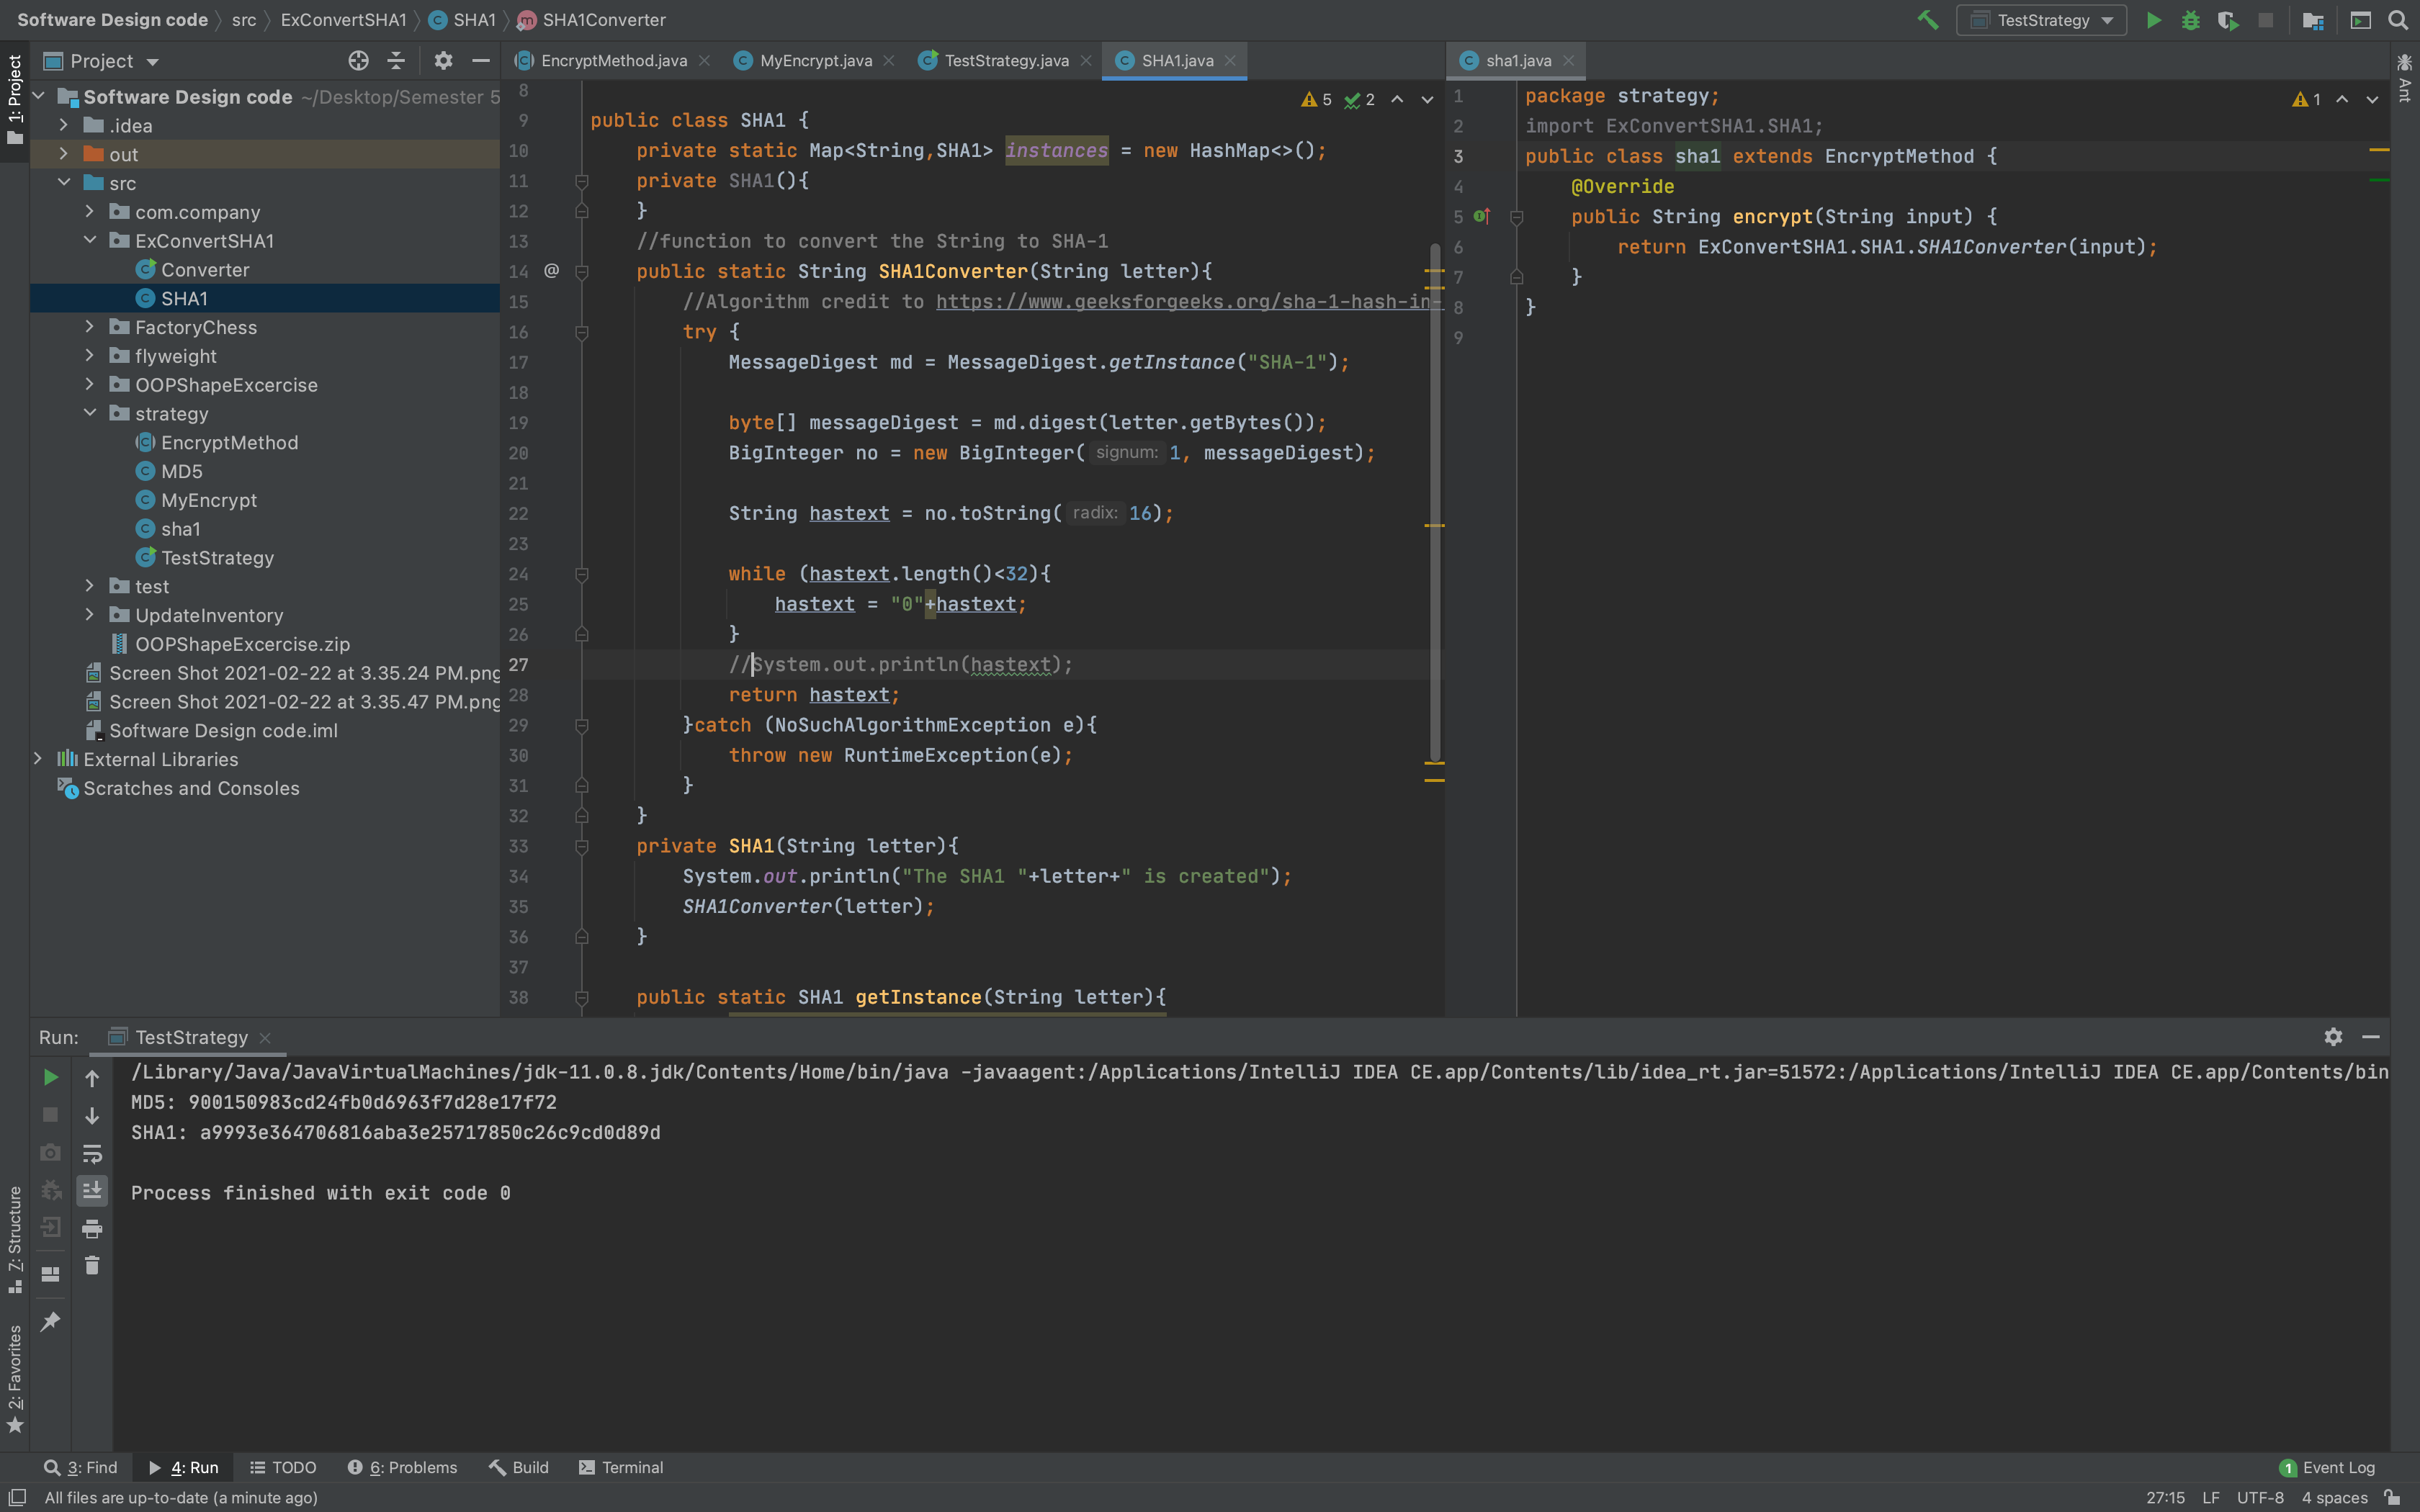 Software Design code src ExConvertSHA1 SHA1 SHA1Converter
TestStrategy
1: Project
Project
Software Design code ~/Desktop/Semester 5
.idea
out
src
com.company
ExConvertSHA1
Converter
SHA1
FactoryChess
flyweight
OOPShapeExcercise
strategy
EncryptMethod
MD5
MyEncrypt
sha1
TestStrategy
test
UpdateInventory
OOPShapeExcercise.zip
Screen Shot 2021-02-22 at 3.35.24 PM.png
Screen Shot 2021-02-22 at 3.35.47 PM.png
Software Design code.iml
External Libraries
Scratches and Consoles
EncryptMethod.java MyEncrypt.java TestStrategy.java SHA1.java
5 2
8
9 public class SHA1 {
10 private static Map<String,SHA1> instances = new HashMap<>();
11 private SHA1(){
12 }
13 //function to convert the String to SHA-1
14 @ public static String SHA1Converter(String letter){
15 //Algorithm credit to https://www.geeksforgeeks.org/sha-1-hash-in-
16 try {
17 MessageDigest md = MessageDigest.getInstance("SHA-1");
18
19 byte[] messageDigest = md.digest(letter.getBytes());
20 BigInteger no = new BigInteger( signum: 1, messageDigest);
21
22 String hastext = no.toString( radix: 16);
23
24 while (hastext.length()<32){
25 hastext = "0"+hastext;
26 }
27 //System.out.println(hastext);
28 return hastext;
29 }catch (NoSuchAlgorithmException e){
30 throw new RuntimeException(e);
31 }
32 }
33 private SHA1(String letter){
34 System.out.println("The SHA1 "+letter+" is created");
35 SHA1Converter(letter);
36 }
37
38 public static SHA1 getInstance(String letter){
sha1.java
1
1 package strategy;
2 import ExConvertSHA1.SHA1;
3 public class sha1 extends EncryptMethod {
4 @Override
5 public String encrypt(String input) {
6 return ExConvertSHA1.SHA1.SHA1Converter(input);
7 }
8 }
9
Ant
Run: TestStrategy
/Library/Java/JavaVirtualMachines/jdk-11.0.8.jdk/Contents/Home/bin/java -javaagent:/Applications/IntelliJ IDEA CE.app/Contents/lib/idea_rt.jar=51572:/Applications/IntelliJ IDEA CE.app/Contents/bin
MD5: 900150983cd24fb0d6963f7d28e17f72
SHA1: a9993e364706816aba3e25717850c26c9cd0d89d
Process finished with exit code 0
7: Structure
2: Favorites
3: Find 4: Run TODO 6: Problems Build Terminal 1 Event Log
All files are up-to-date (a minute ago) 27:15 LF UTF-8 4 spaces